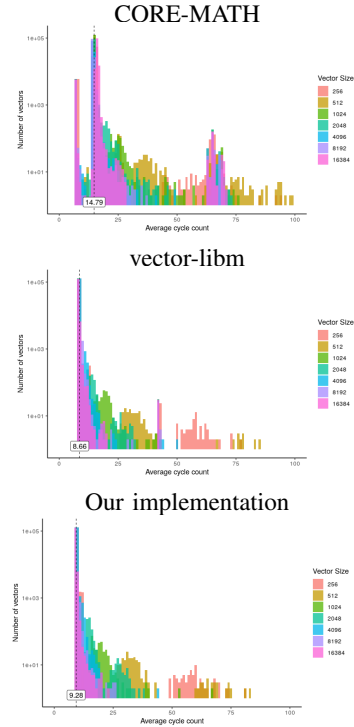 CORE-MATH
Number of vectors
1e+05
1e+03
1e+01
14.79
0
25
50
75
100
Average cycle count
Vector Size
256
512
1024
2048
4096
8192
16384
vector-libm
Number of vectors
1e+05
1e+03
1e+01
8.66
0
25
50
75
100
Average cycle count
Vector Size
256
512
1024
2048
4096
8192
16384
Our implementation
Number of vectors
1e+05
1e+03
1e+01
9.28
0
25
50
75
100
Average cycle count
Vector Size
256
512
1024
2048
4096
8192
16384